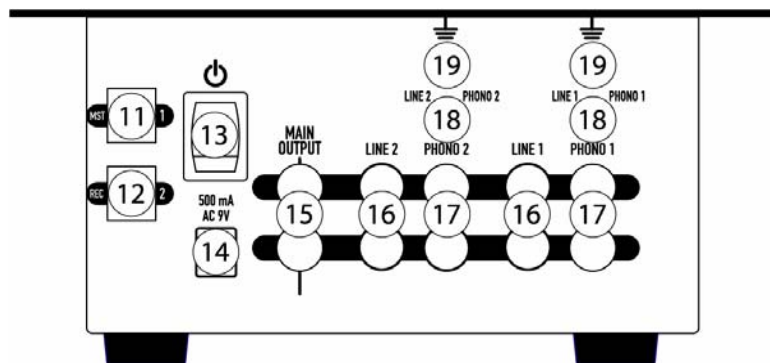 19 19
LINE 2 PHONO 2 LINE 1 PHONO 1
MST 11 1 13 18 18
MAIN
OUTPUT LINE 2 PHONO 2 LINE 1 PHONO 1
REC 12 2
500 mA
AC 9V
15 16 17 16 17
14